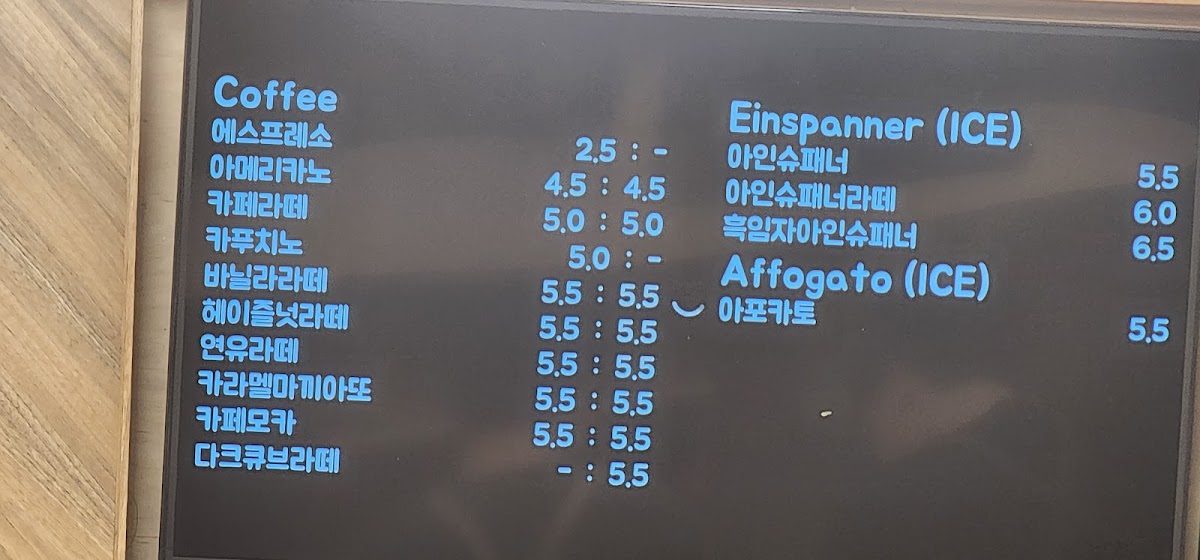 Coffee
에스프레소 2.5 : -
아메리카노 4.5 : 4.5
카페라떼 5.0 : 5.0
카푸치노 5.0 : -
바닐라라떼 5.5 : 5.5
헤이즐넛라떼 5.5 : 5.5
연유라떼 5.5 : 5.5
카라멜마끼아또 5.5 : 5.5
카페모카 5.5 : 5.5
다크큐브라떼 - : 5.5
Einspanner (ICE)
아인슈패너 5.5
아인슈패너라떼 6.0
흑임자아인슈패너 6.5
Affogato (ICE)
아포카토 5.5